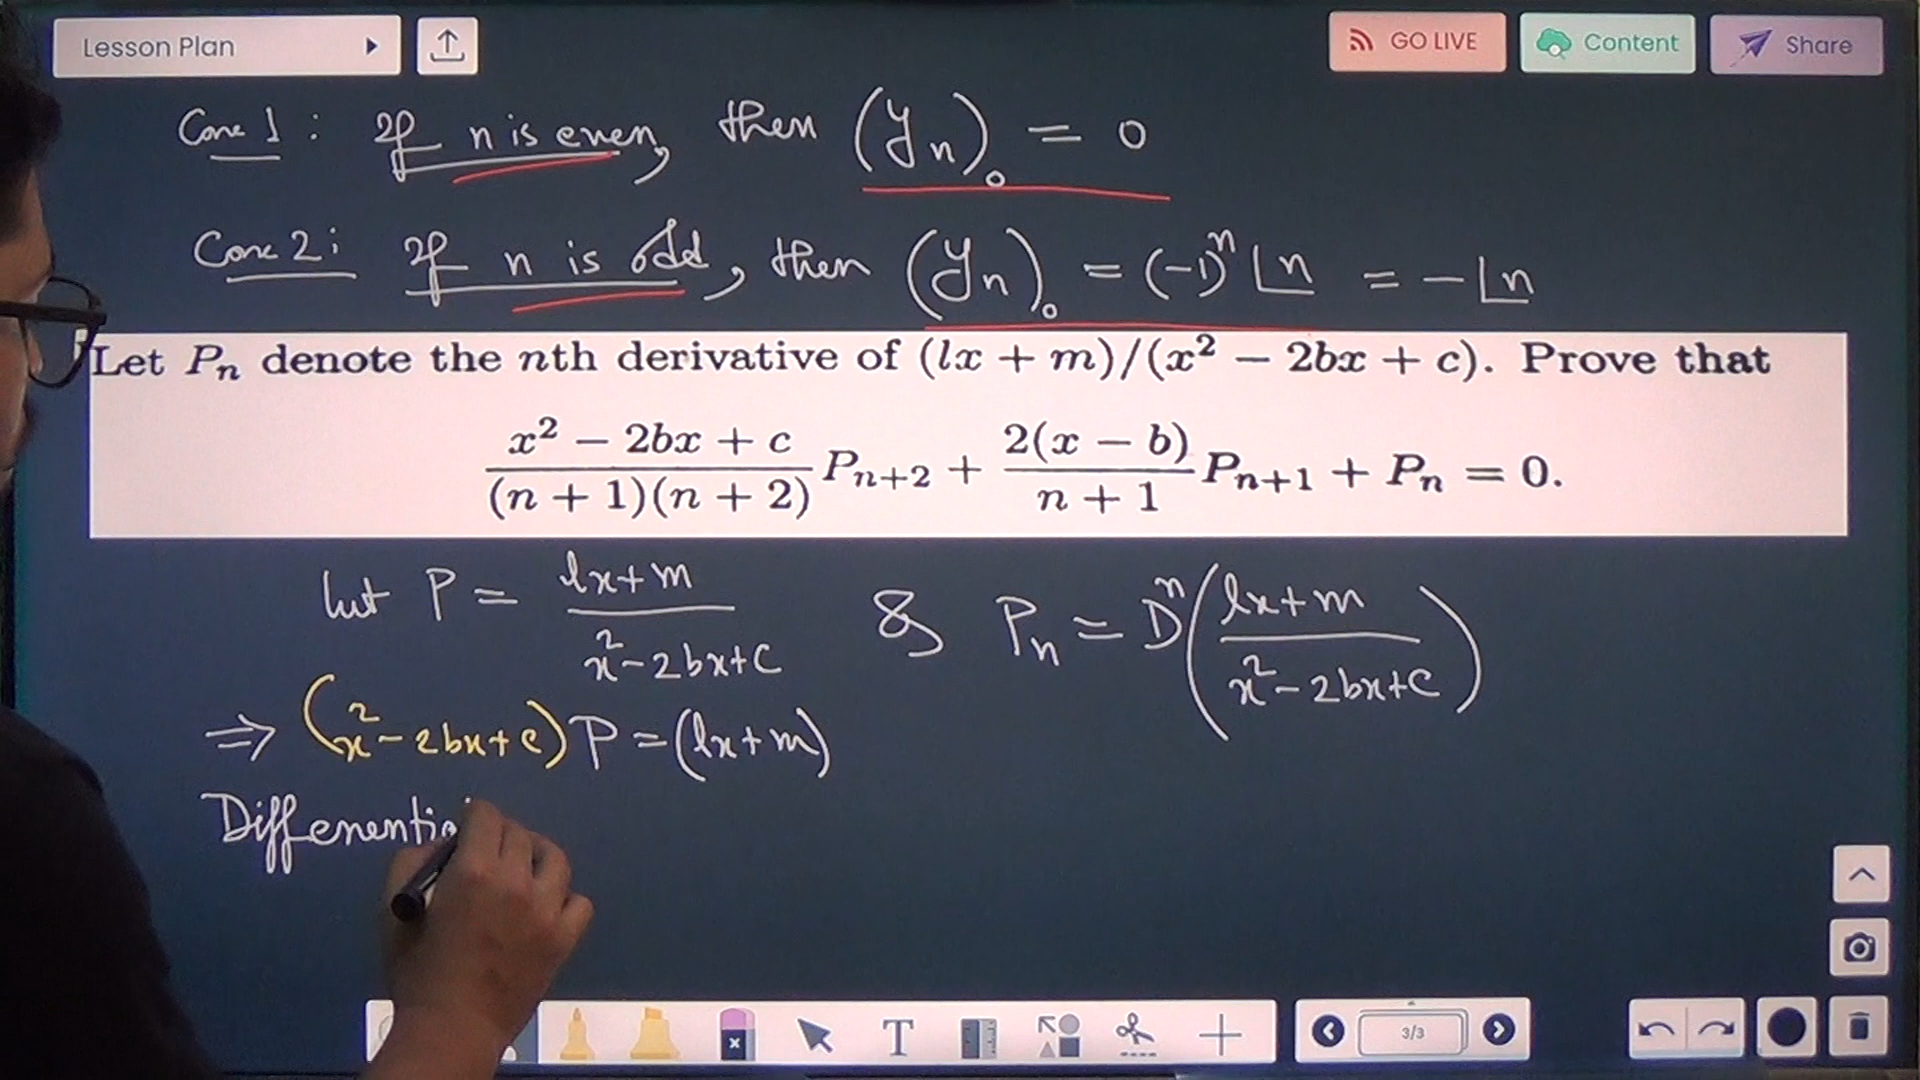 Lesson Plan
GO LIVE
Content
Share
Case 1 : If n is even, then (yₙ)₀ = 0
Case 2 : If n is odd, then (yₙ)₀ = (-1)ⁿ ⌊n = - ⌊n
Let Pₙ denote the nth derivative of (lx + m)/(x² − 2bx + c). Prove that
(x² − 2bx + c)/((n + 1)(n + 2)) Pₙ₊₂ + (2(x − b))/(n + 1) Pₙ₊₁ + Pₙ = 0.
Let P = (lx+m)/(x²-2bx+c) & Pₙ = Dⁿ((lx+m)/(x²-2bx+c))
⇒ (x²-2bx+c)P = (lx+m)
Differentia
T
3/3